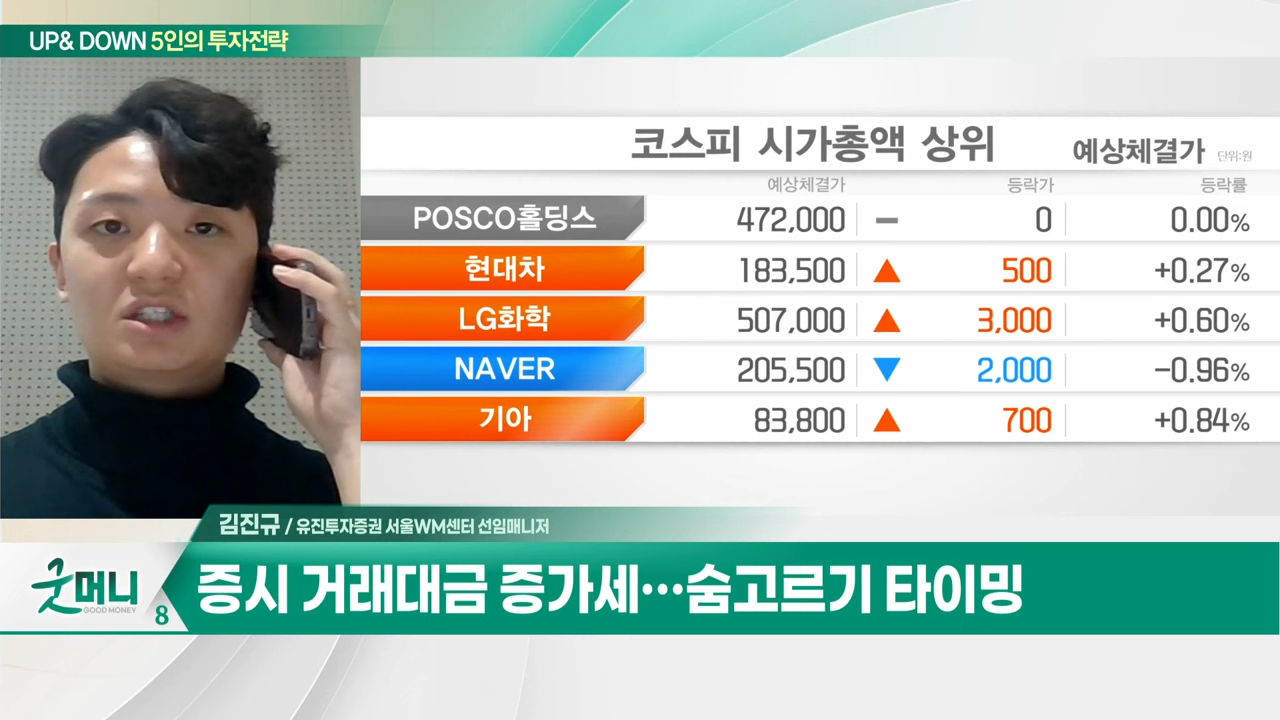 UP& DOWN 5인의 투자전략
코스피 시가총액 상위 예상체결가 단위:원
예상체결가 등락가 등락률
POSCO홀딩스 472,000 0 0.00%
현대차 183,500 ▲ 500 +0.27%
LG화학 507,000 ▲ 3,000 +0.60%
NAVER 205,500 ▼ 2,000 -0.96%
기아 83,800 ▲ 700 +0.84%
김진규 / 유진투자증권 서울WM센터 선임매니저
굿머니
GOOD MONEY
8
증시 거래대금 증가세…숨고르기 타이밍